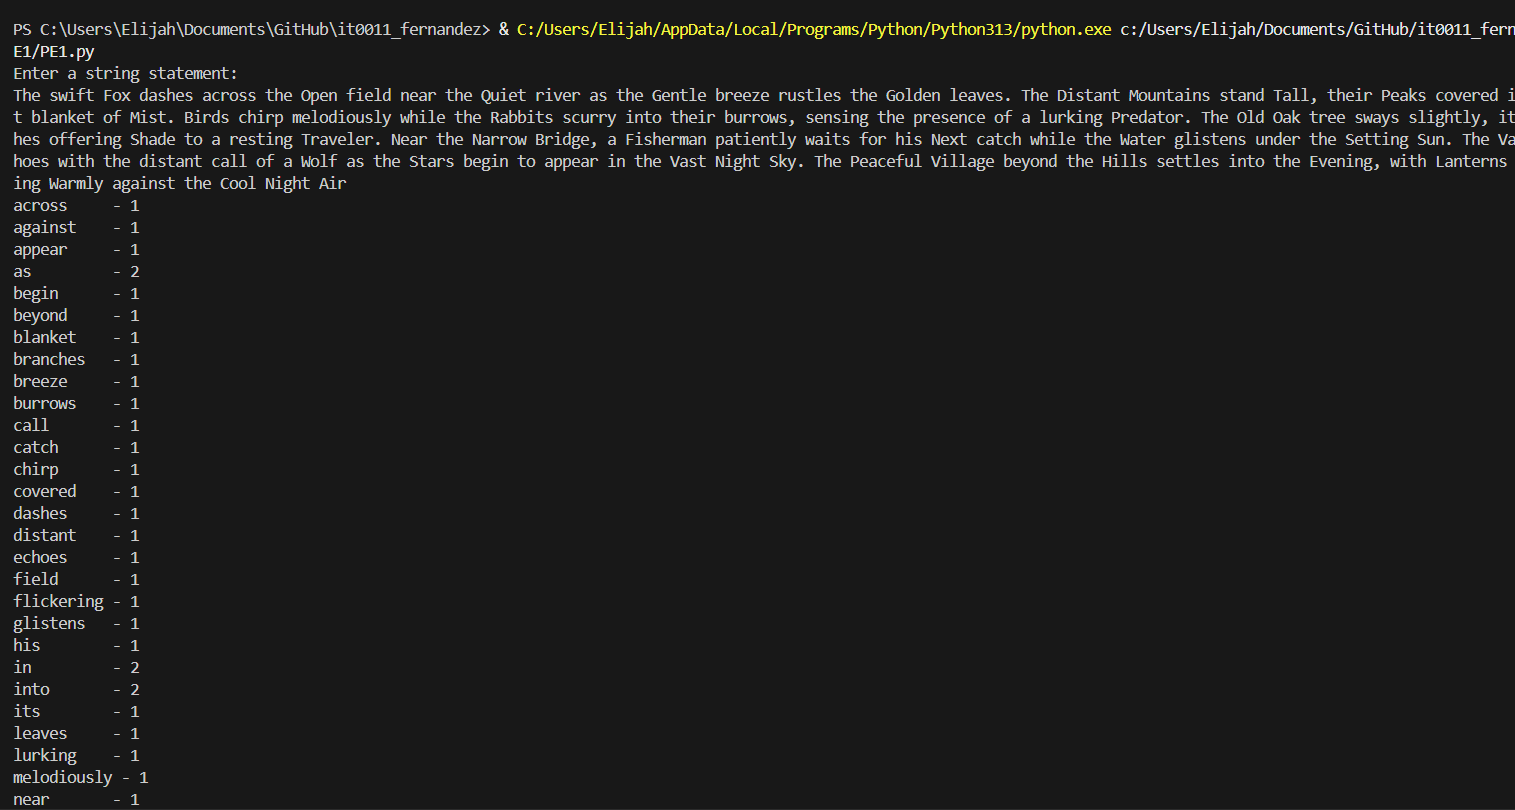 PS C:\Users\Elijah\Documents\GitHub\it0011_fernandez> & C:/Users/Elijah/AppData/Local/Programs/Python/Python313/python.exe c:/Users/Elijah/Documents/GitHub/it0011_fern
E1/PE1.py
Enter a string statement:
The swift Fox dashes across the Open field near the Quiet river as the Gentle breeze rustles the Golden leaves. The Distant Mountains stand Tall, their Peaks covered i
t blanket of Mist. Birds chirp melodiously while the Rabbits scurry into their burrows, sensing the presence of a lurking Predator. The Old Oak tree sways slightly, it
hes offering Shade to a resting Traveler. Near the Narrow Bridge, a Fisherman patiently waits for his Next catch while the Water glistens under the Setting Sun. The Va
hoes with the distant call of a Wolf as the Stars begin to appear in the Vast Night Sky. The Peaceful Village beyond the Hills settles into the Evening, with Lanterns
ing Warmly against the Cool Night Air
across - 1
against - 1
appear - 1
as - 2
begin - 1
beyond - 1
blanket - 1
branches - 1
breeze - 1
burrows - 1
call - 1
catch - 1
chirp - 1
covered - 1
dashes - 1
distant - 1
echoes - 1
field - 1
flickering - 1
glistens - 1
his - 1
in - 2
into - 2
its - 1
leaves - 1
lurking - 1
melodiously - 1
near - 1